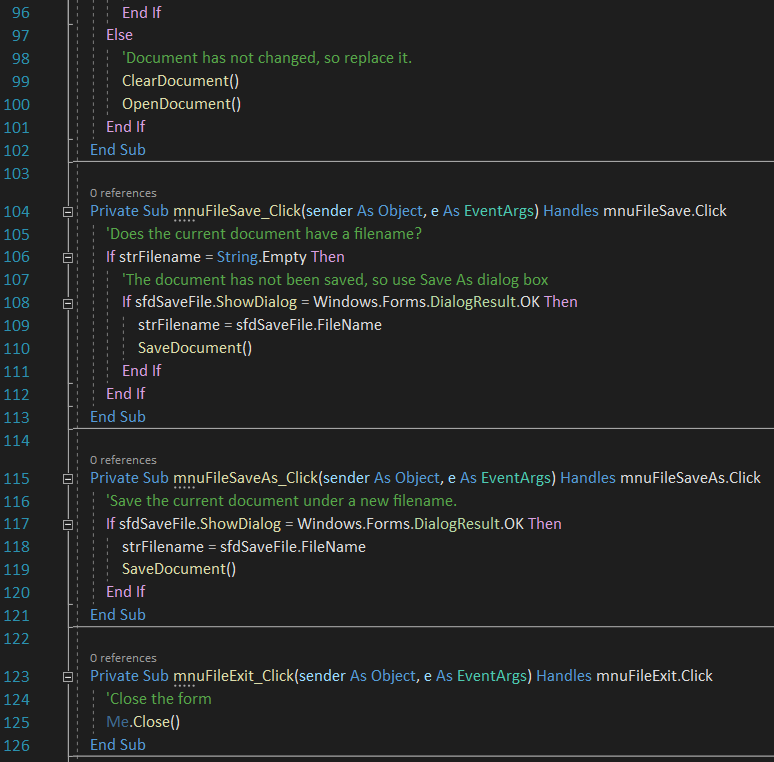 96 End If
97 Else
98 'Document has not changed, so replace it.
99 ClearDocument()
100 OpenDocument()
101 End If
102 End Sub
103
0 references
104 Private Sub mnuFileSave_Click(sender As Object, e As EventArgs) Handles mnuFileSave.Click
105 'Does the current document have a filename?
106 If strFilename = String.Empty Then
107 'The document has not been saved, so use Save As dialog box
108 If sfdSaveFile.ShowDialog = Windows.Forms.DialogResult.OK Then
109 strFilename = sfdSaveFile.FileName
110 SaveDocument()
111 End If
112 End If
113 End Sub
114
0 references
115 Private Sub mnuFileSaveAs_Click(sender As Object, e As EventArgs) Handles mnuFileSaveAs.Click
116 'Save the current document under a new filename.
117 If sfdSaveFile.ShowDialog = Windows.Forms.DialogResult.OK Then
118 strFilename = sfdSaveFile.FileName
119 SaveDocument()
120 End If
121 End Sub
122
0 references
123 Private Sub mnuFileExit_Click(sender As Object, e As EventArgs) Handles mnuFileExit.Click
124 'Close the form
125 Me.Close()
126 End Sub